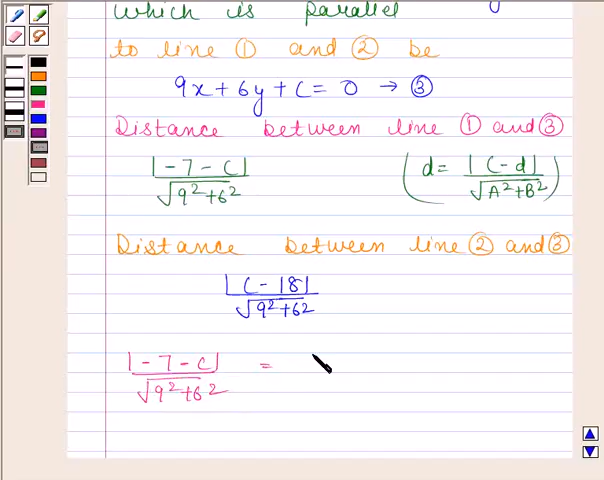 which is parallel
to line ① and ② be
9x + 6y + C = 0 → ③
Distance between line ① and ③
|-7-C| / √9²+6² ( d = |C-d| / √A²+B² )
Distance between line ② and ③
|C-18| / √9²+62
|-7-C| / √9²+62 =